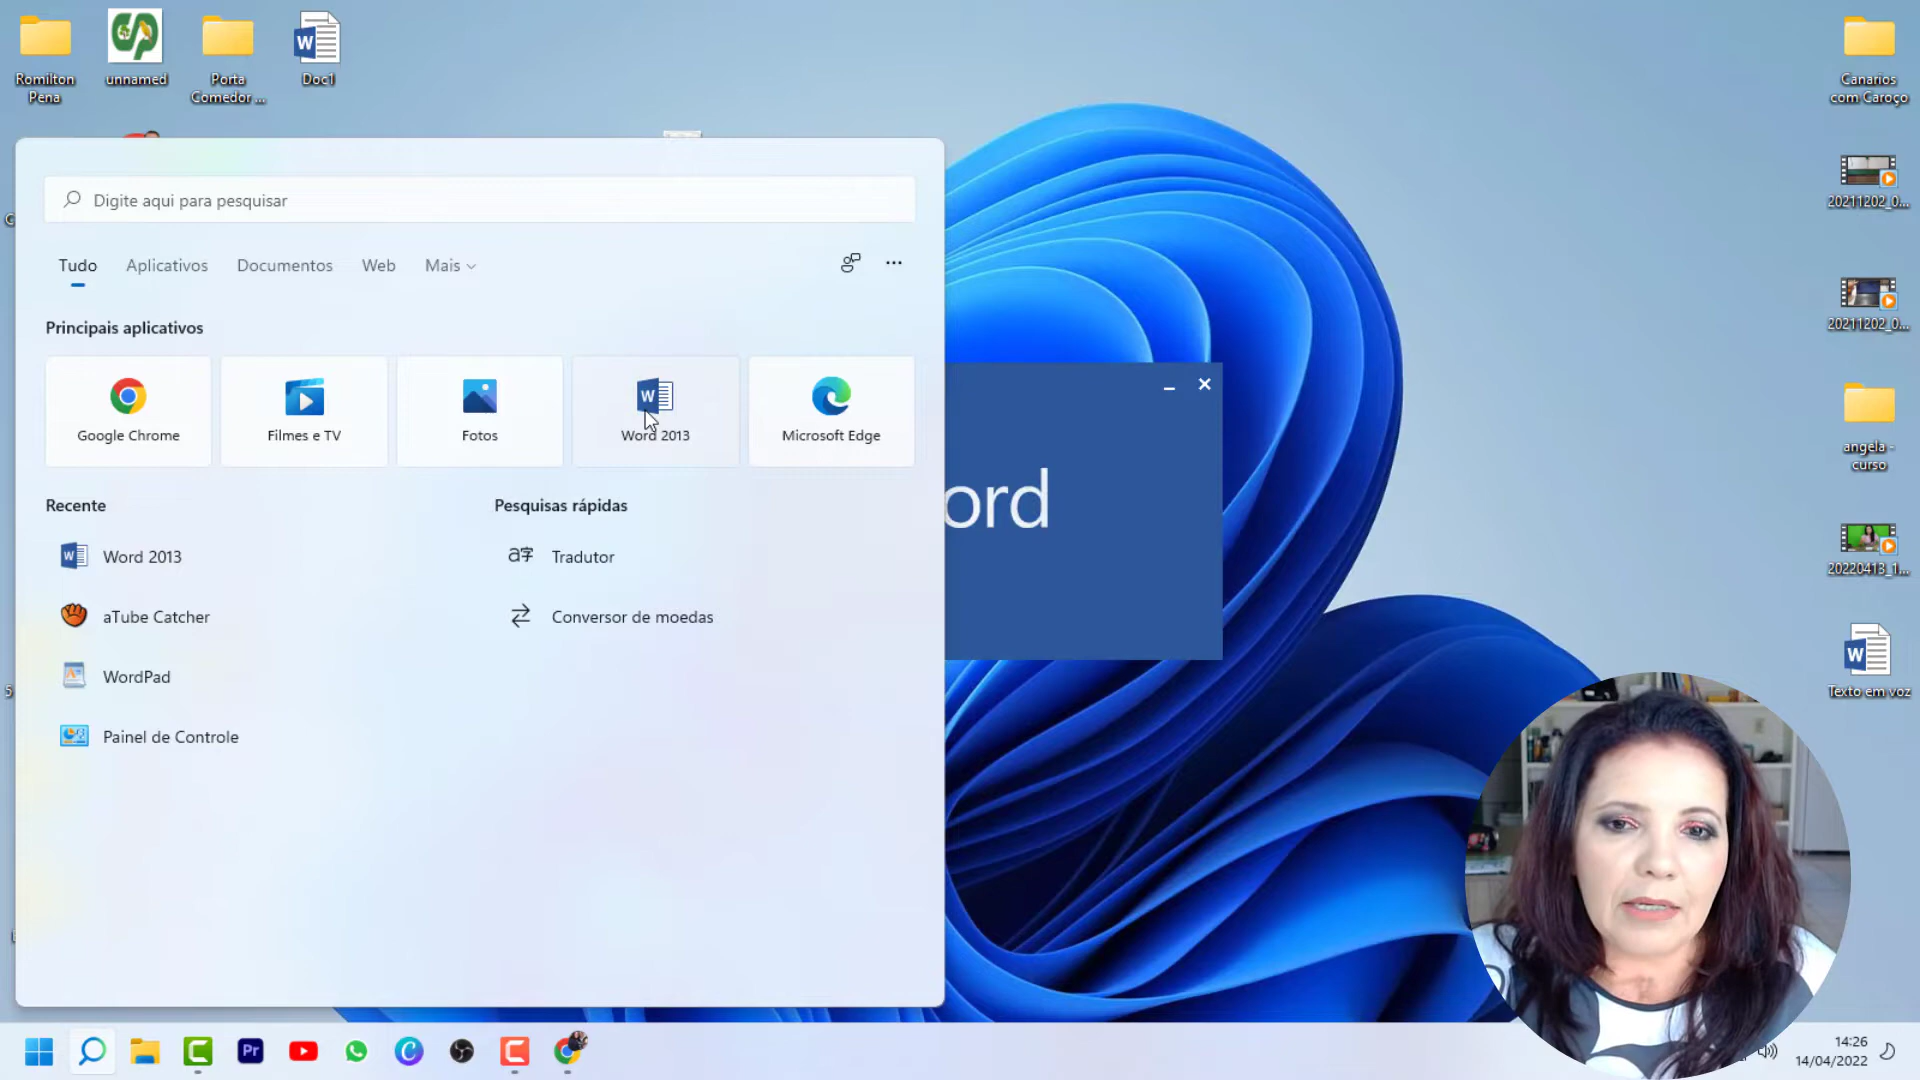 Romilton
Pena
unnamed
Porta
Comedor ...
Doc1
Canarios
com Caroço
20211202_0...
20211202_0...
angela -
curso
20220413_1...
Texto em voz
Digite aqui para pesquisar
Tudo
Aplicativos
Documentos
Web
Mais
Principais aplicativos
Google Chrome
Filmes e TV
Fotos
Word 2013
Microsoft Edge
Recente
Pesquisas rápidas
Word 2013
aTube Catcher
WordPad
Painel de Controle
Tradutor
Conversor de moedas
ord
Pr
14:26
14/04/2022